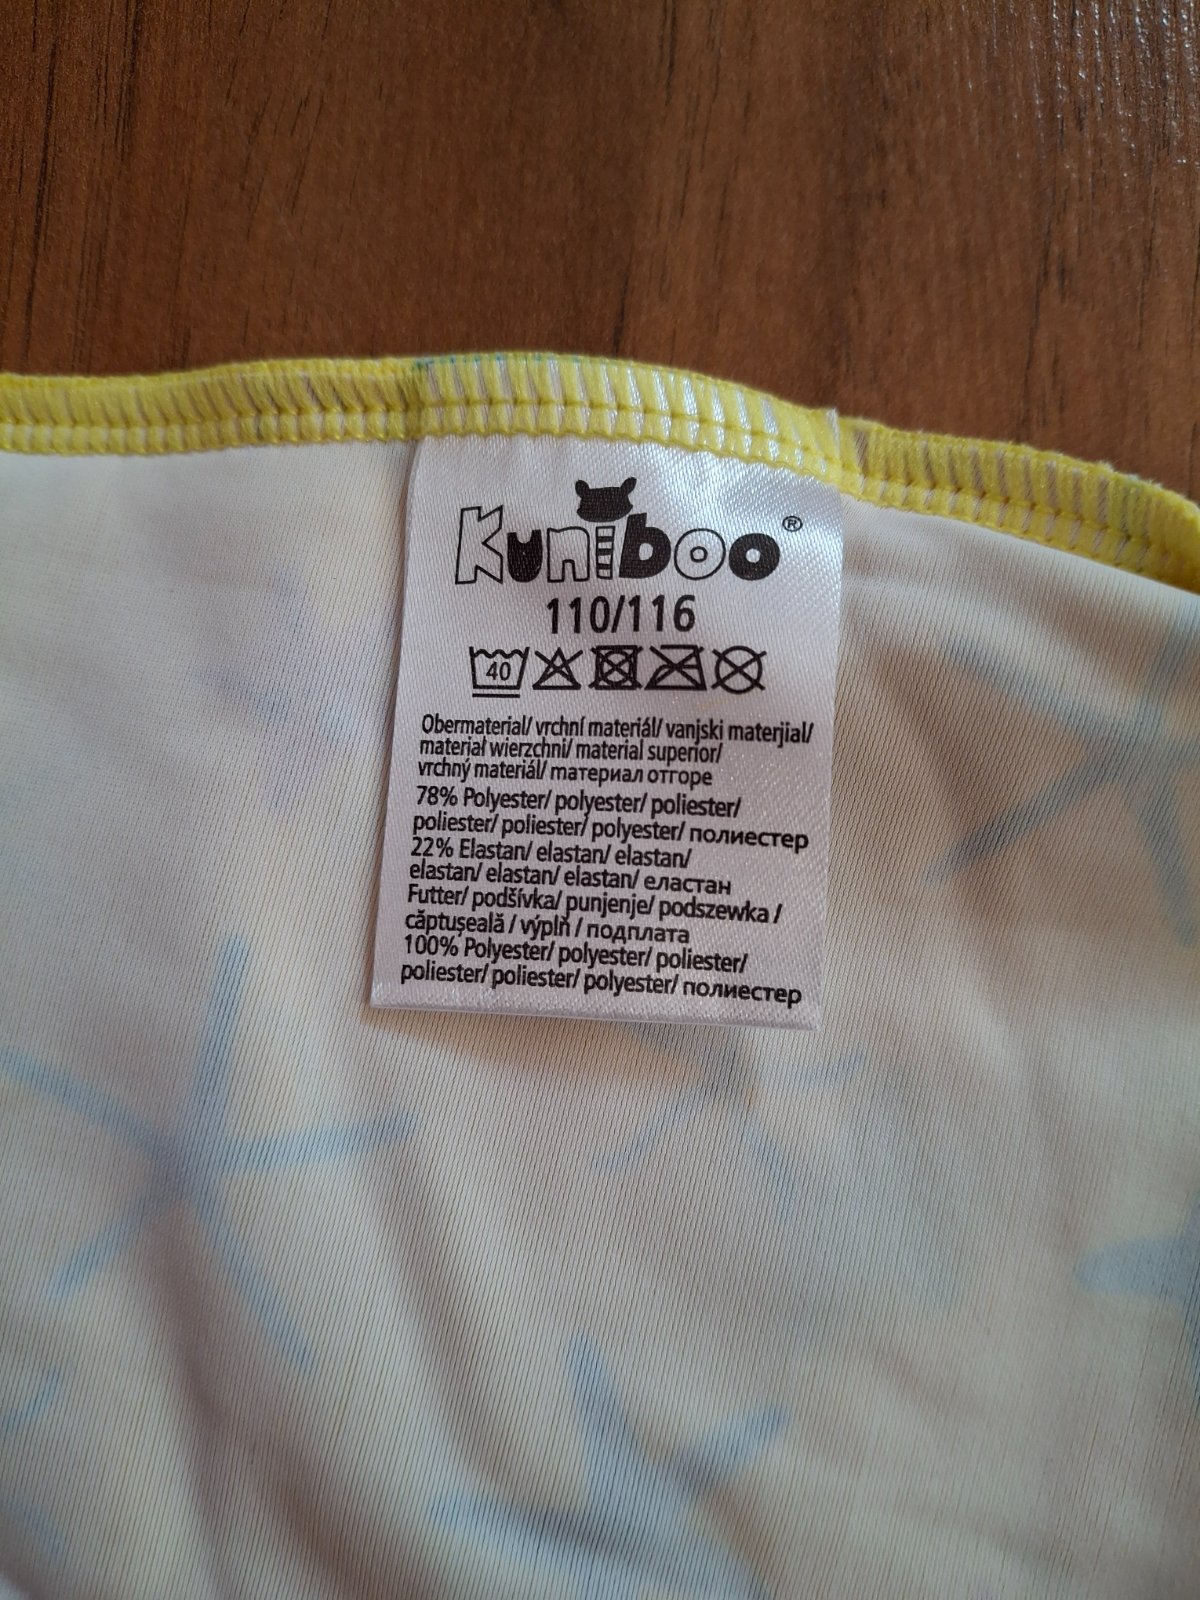 Kuniboo®
110/116
40
Obermaterial/ vrchní materiál/ vanjski materjial/
materiał wierzchni/ material superior/
vrchný materiál/ материал отгоре
78% Polyester/ polyester/ poliester/
poliester/ poliester/ polyester/ полиестер
22% Elastan/ elastan/ elastan/
elastan/ elastan/ elastan/ еластан
Futter/ podšívka/ punjenje/ podszewka /
căptușeală / výplň / подплата
100% Polyester/ polyester/ poliester/
poliester/ poliester/ polyester/ полиестер